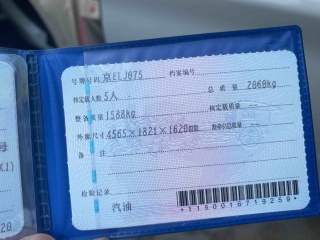 号牌号码 京ELJ075 档案编号
核定载人数 5人 总质量 2060kg
整备质量 1588kg 核定载质量
外廓尺寸 4565×1821×1620mm 准牵引总质量
备注
检验记录
汽油
*1150016719259*